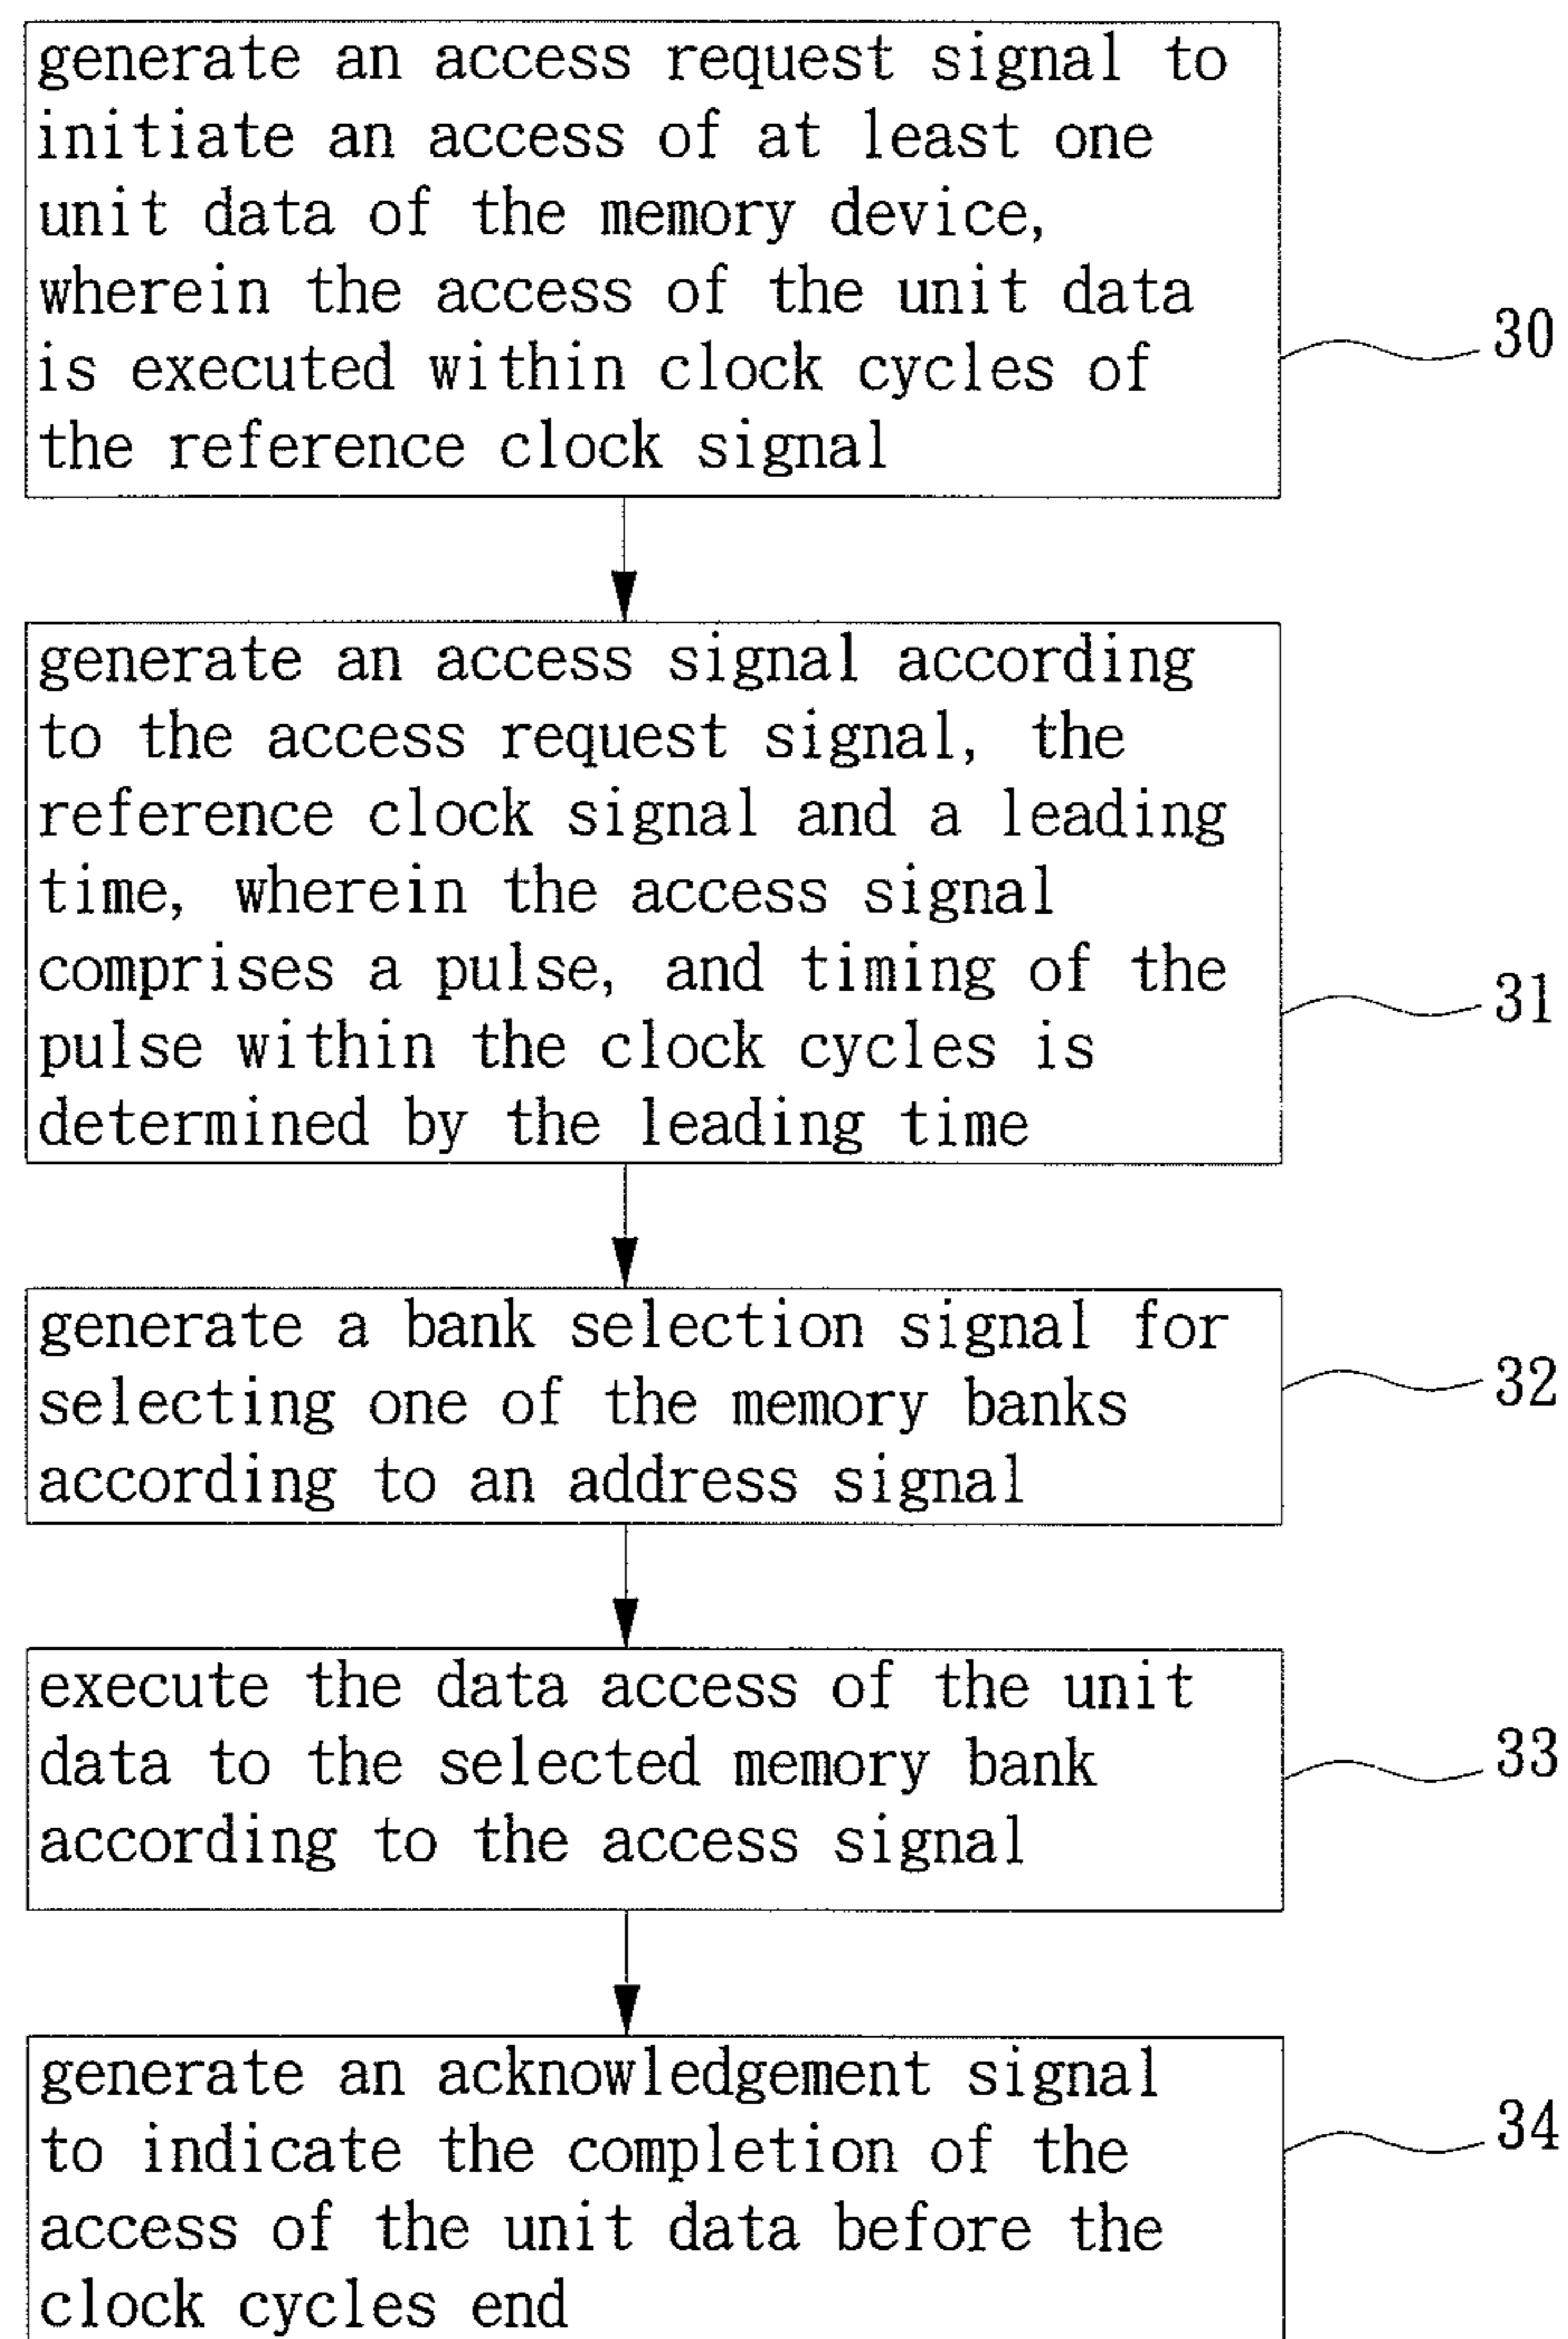 generate an access request signal to
initiate an access of at least one
unit data of the memory device,
wherein the access of the unit data
is executed within clock cycles of
the reference clock signal
30
generate an access signal according
to the access request signal, the
reference clock signal and a leading
time, wherein the access signal
comprises a pulse, and timing of the
pulse within the clock cycles is
determined by the leading time
31
generate a bank selection signal for
selecting one of the memory banks
according to an address signal
32
execute the data access of the unit
data to the selected memory bank
according to the access signal
33
generate an acknowledgement signal
to indicate the completion of the
access of the unit data before the
clock cycles end
34